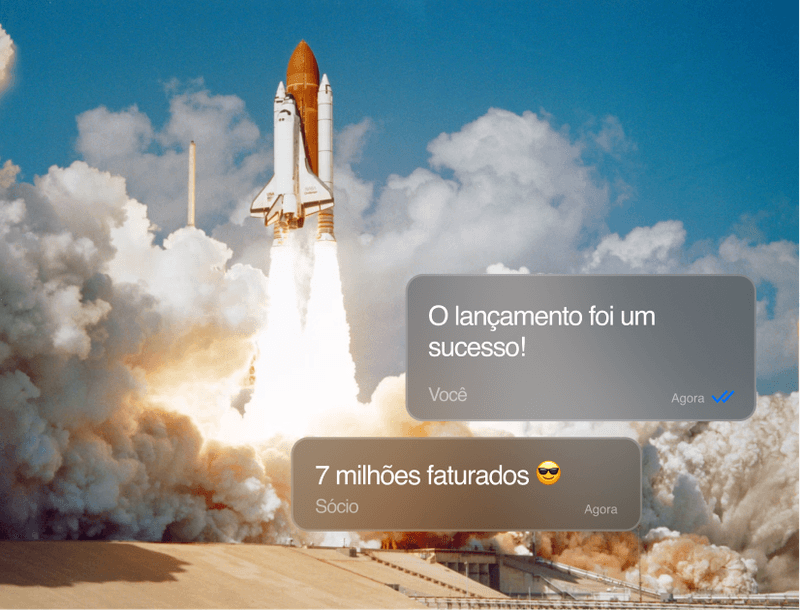 O lançamento foi um
sucesso!
Você
Agora
7 milhões faturados 😎
Sócio
Agora